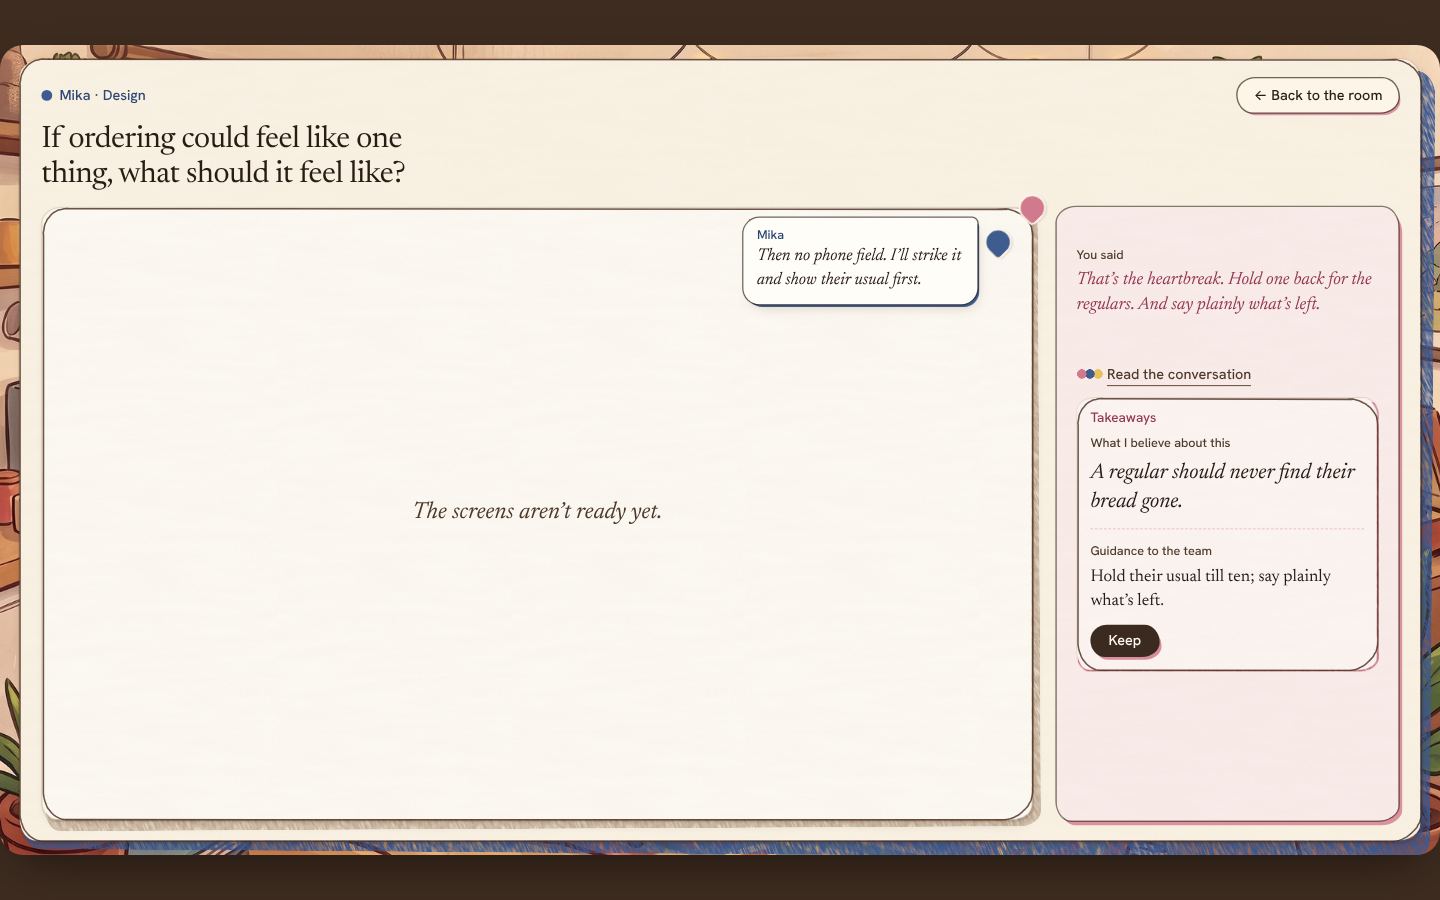 Mika · Design
← Back to the room
If ordering could feel like one
thing, what should it feel like?
Mika
Then no phone field. I’ll strike it
and show their usual first.
The screens aren’t ready yet.
You said
That’s the heartbreak. Hold one back for the
regulars. And say plainly what’s left.
Read the conversation
Takeaways
What I believe about this
A regular should never find their
bread gone.
Guidance to the team
Hold their usual till ten; say plainly
what’s left.
Keep